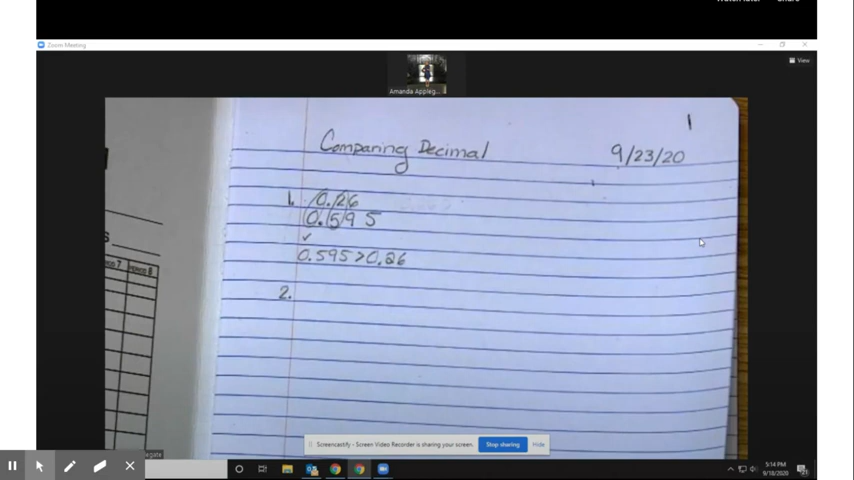 Zoom Meeting
View
Amanda Appleg...
1
Comparing Decimal
9/23/20
1. 0.26
0.595
✓
0.595 > 0.26
2.
Screencastify - Screen Video Recorder is sharing your screen.
Stop sharing
Hide
5:14 PM
9/18/2020